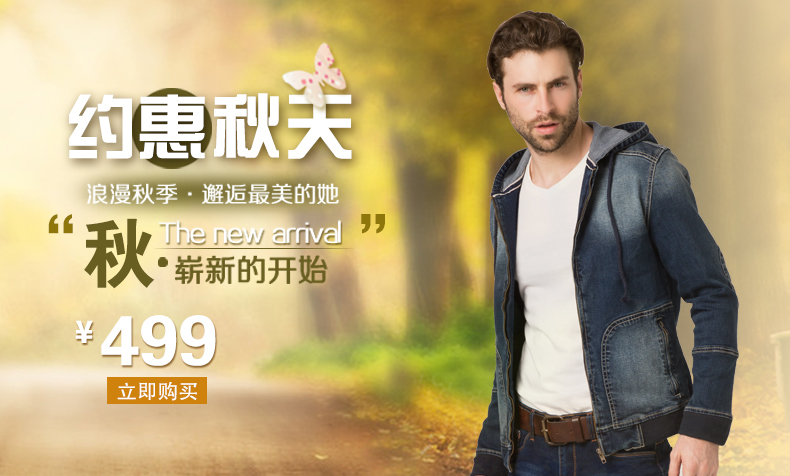 约惠秋天
浪漫秋季·邂逅最美的她
“秋· The new arrival ”
崭新的开始
¥499
立即购买